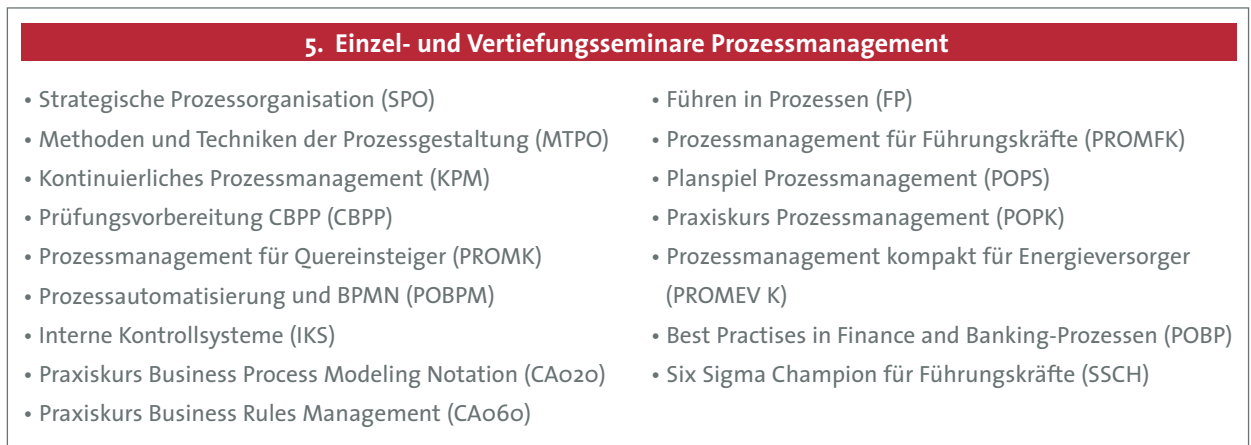 5. Einzel- und Vertiefungsseminare Prozessmanagement
• Strategische Prozessorganisation (SPO)
• Methoden und Techniken der Prozessgestaltung (MTPO)
• Kontinuierliches Prozessmanagement (KPM)
• Prüfungsvorbereitung CBPP (CBPP)
• Prozessmanagement für Quereinsteiger (PROMK)
• Prozessautomatisierung und BPMN (POBPM)
• Interne Kontrollsysteme (IKS)
• Praxiskurs Business Process Modeling Notation (CA020)
• Praxiskurs Business Rules Management (CA060)
• Führen in Prozessen (FP)
• Prozessmanagement für Führungskräfte (PROMFK)
• Planspiel Prozessmanagement (POPS)
• Praxiskurs Prozessmanagement (POPK)
• Prozessmanagement kompakt für Energieversorger
(PROMEV K)
• Best Practises in Finance and Banking-Prozessen (POBP)
• Six Sigma Champion für Führungskräfte (SSCH)